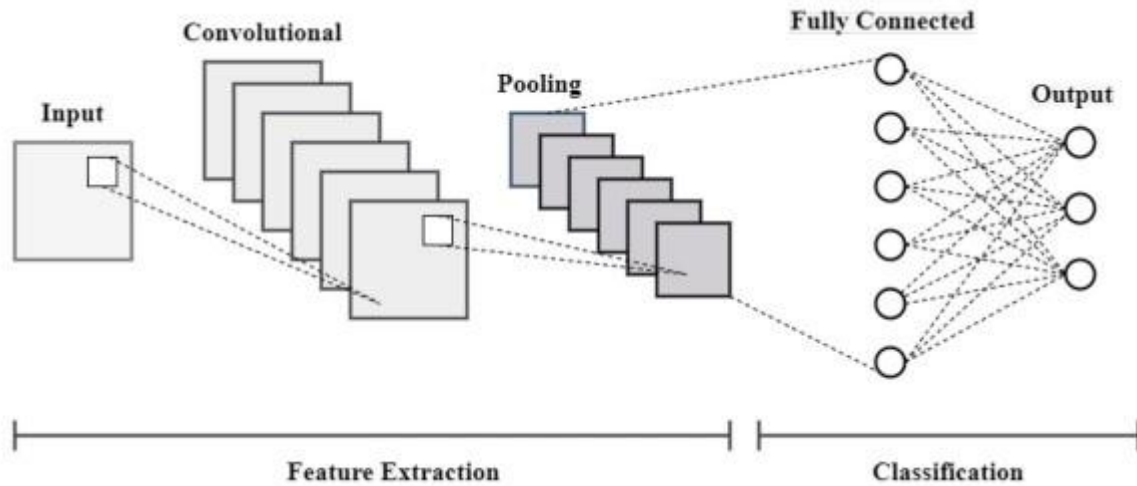 Input
Convolutional
Pooling
Fully Connected
Output
Feature Extraction
Classification